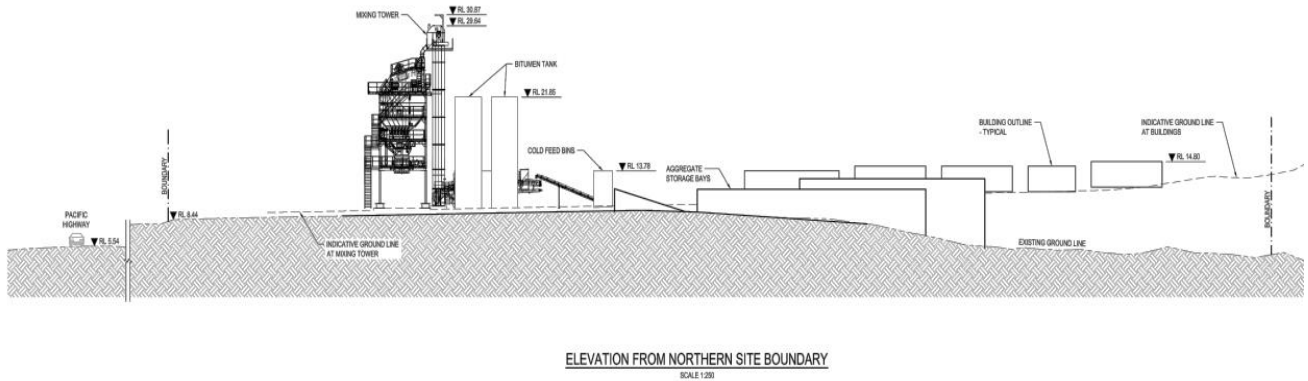 RL 30.67
RL 29.64
MIXING TOWER
BITUMEN TANK
RL 21.85
COLD FEED BINS
RL 13.78
AGGREGATE
STORAGE BAYS
BUILDING OUTLINE
- TYPICAL
INDICATIVE GROUND LINE
AT BUILDINGS
RL 14.80
BOUNDARY
BOUNDARY
PACIFIC
HIGHWAY
RL 5.54
RL 8.44
INDICATIVE GROUND LINE
AT MIXING TOWER
EXISTING GROUND LINE
ELEVATION FROM NORTHERN SITE BOUNDARY
SCALE 1:250